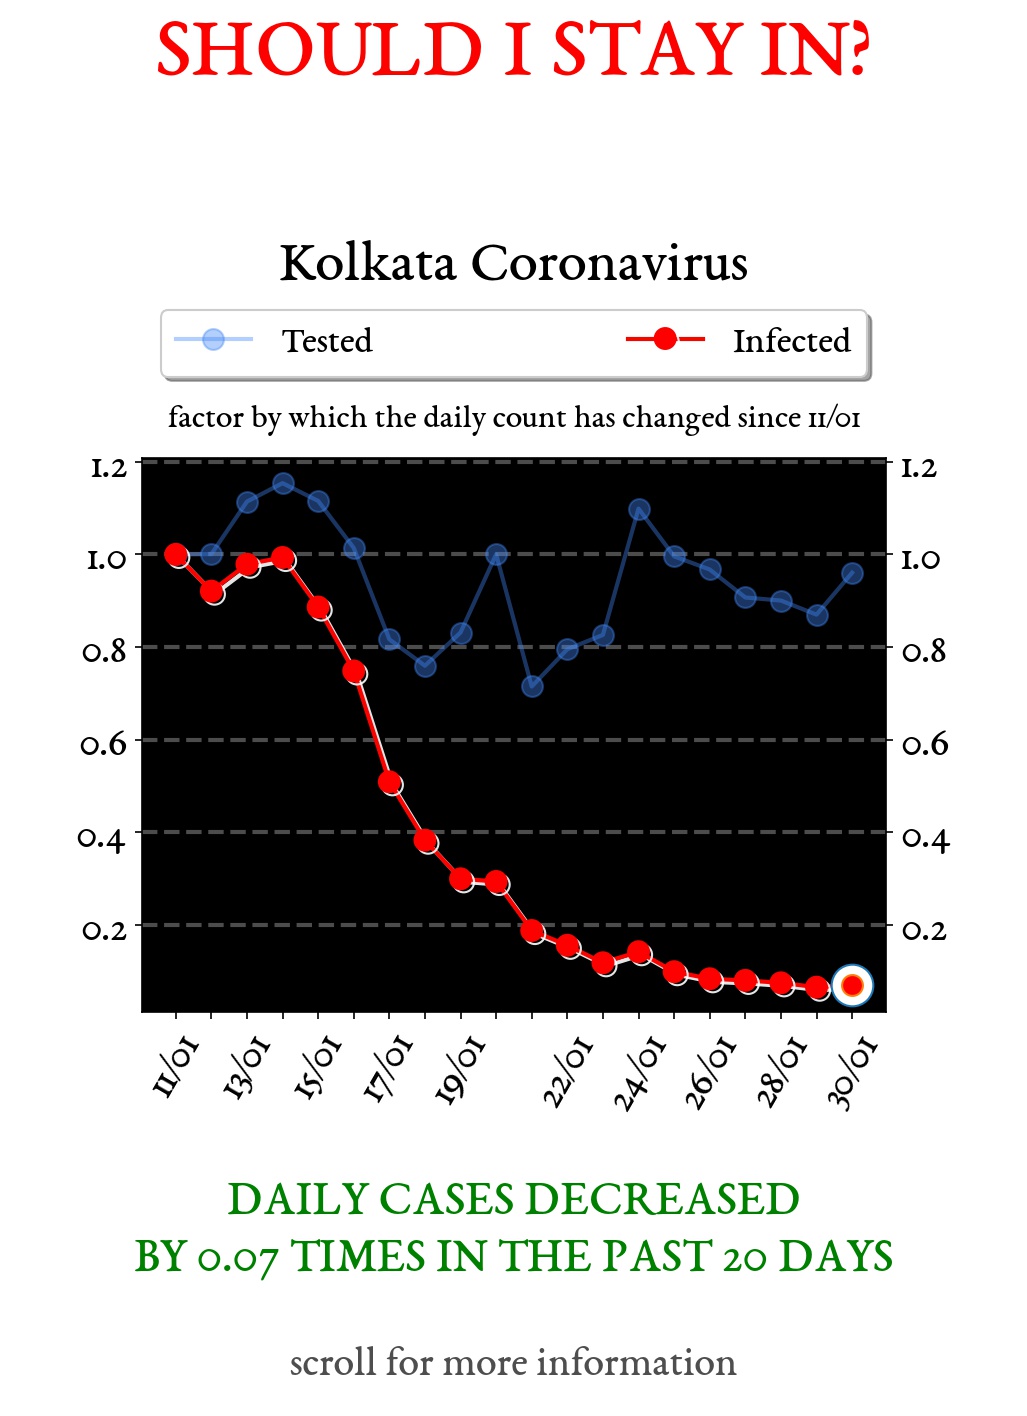 SHOULD I STAY IN?
Kolkata Coronavirus
Tested Infected
factor by which the daily count has changed since 11/01
1.2 1.2
1.0 1.0
0.8 0.8
0.6 0.6
0.4 0.4
0.2 0.2
11/01 13/01 15/01 17/01 19/01 22/01 24/01 26/01 28/01 30/01
DAILY CASES DECREASED
BY 0.07 TIMES IN THE PAST 20 DAYS
scroll for more information